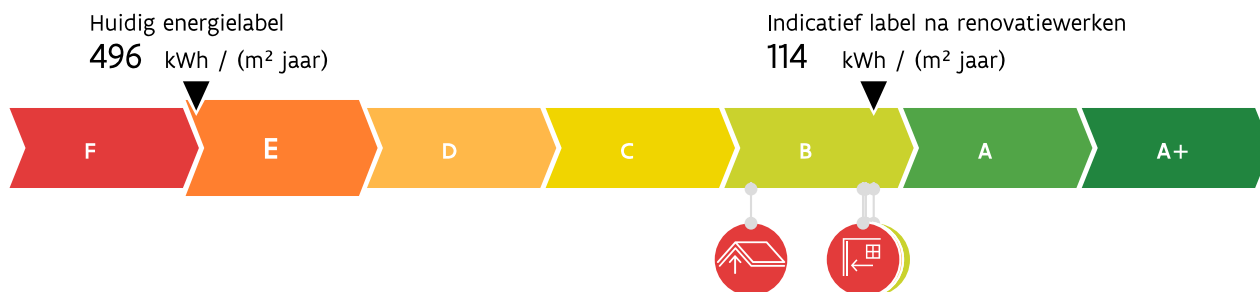 Huidig energielabel
496 kWh / (m² jaar)
Indicatief label na renovatiewerken
114 kWh / (m² jaar)
F E D C B A A+